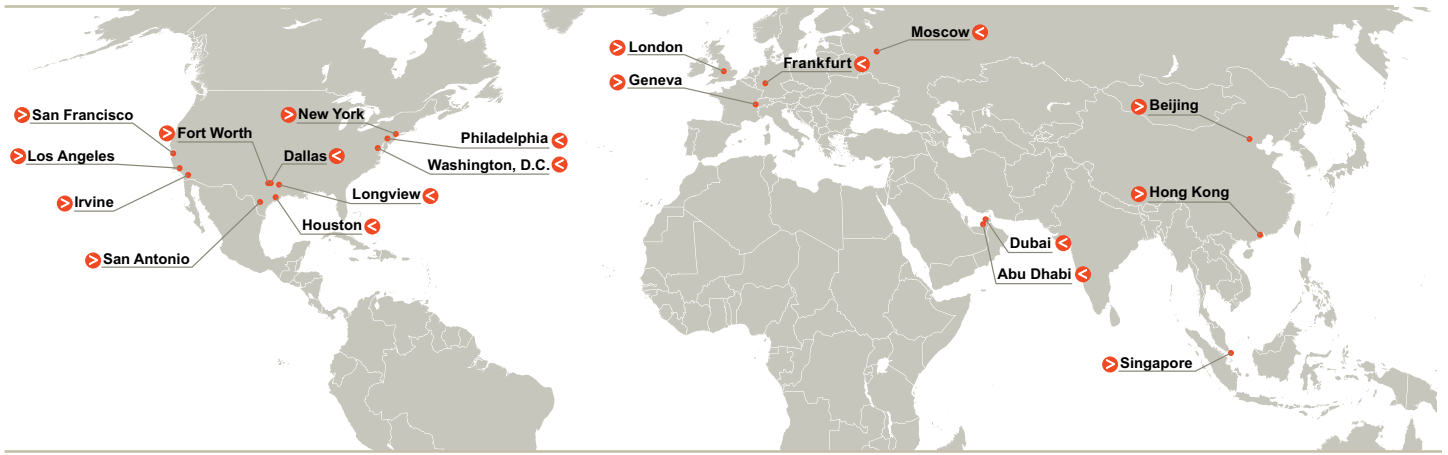 San Francisco
Los Angeles
Irvine
San Antonio
Fort Worth
Dallas
New York
Philadelphia
Washington, D.C.
Longview
Houston
London
Geneva
Frankfurt
Moscow
Dubai
Abu Dhabi
Beijing
Hong Kong
Singapore